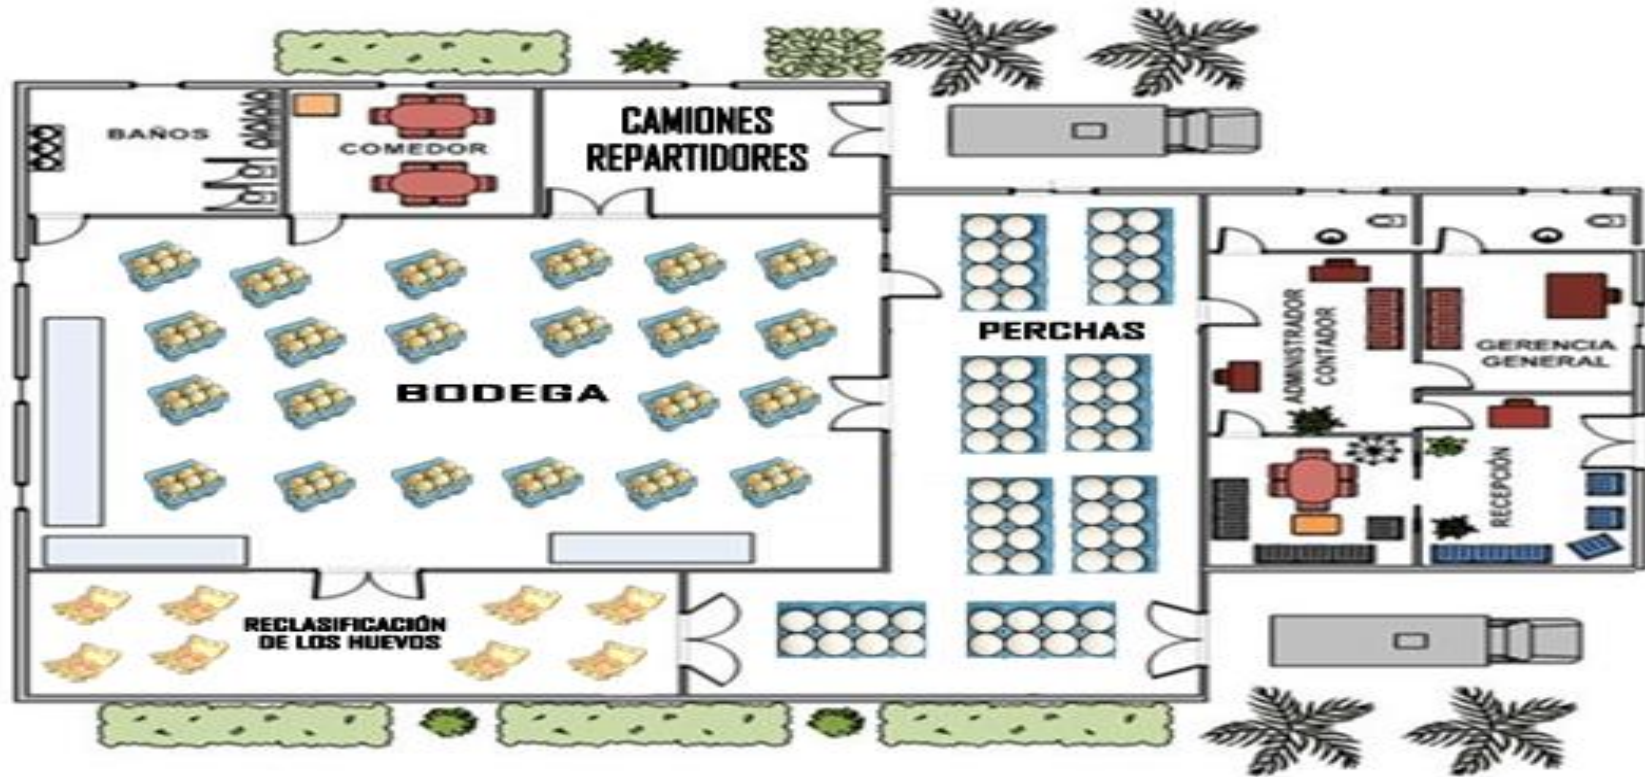 BAÑOS
COMEDOR
CAMIONES
REPARTIDORES
PERCHAS
BODEGA
ADMINISTRADOR
CONTADOR
GERENCIA
GENERAL
RECEPCIÓN
RECLASIFICACIÓN
DE LOS HUEVOS